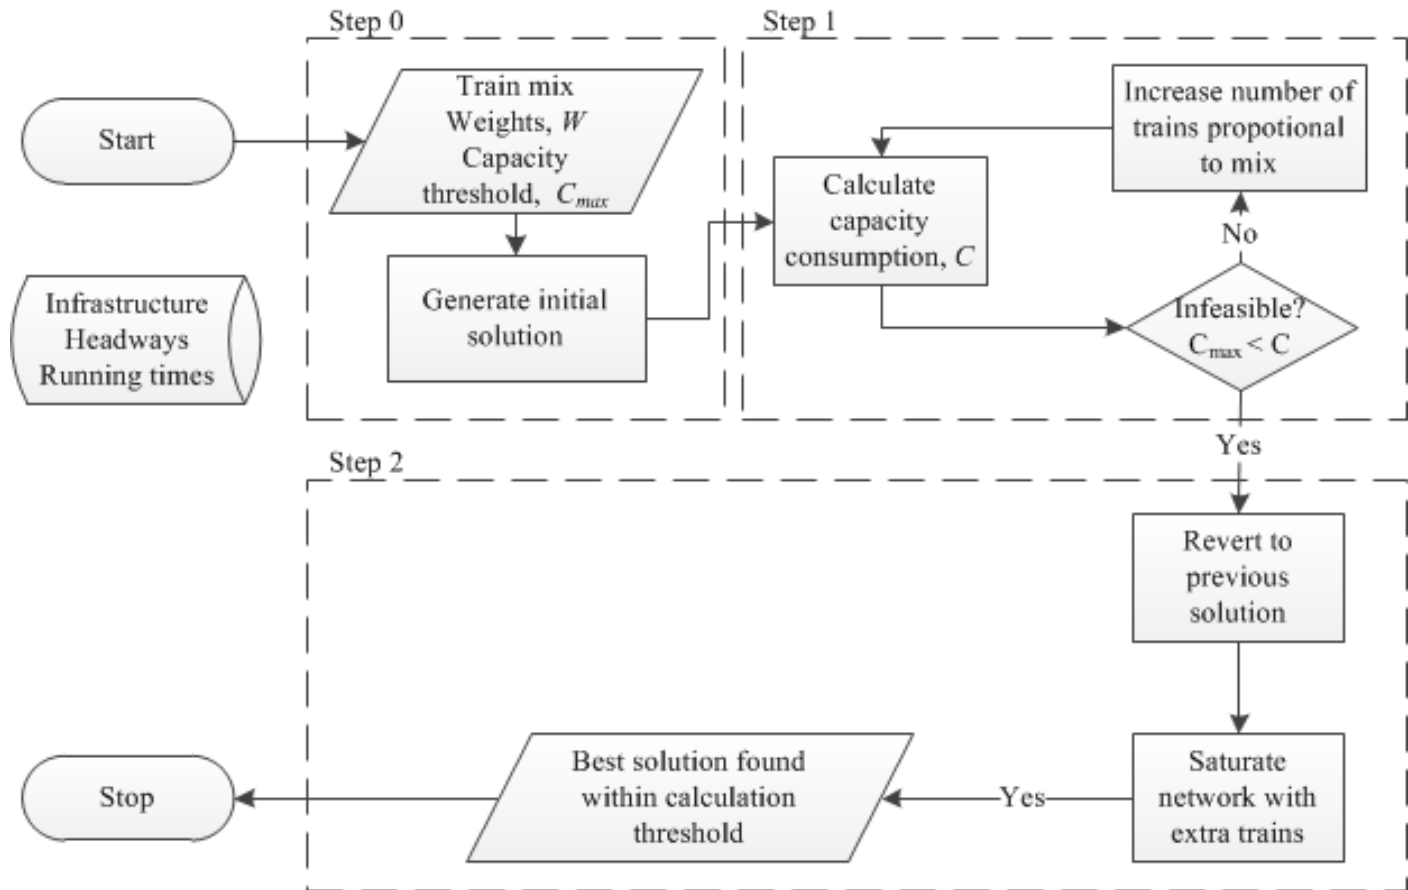 Step 0
Step 1
Start
Train mix
Weights, W
Capacity
threshold, Cmax
Generate initial
solution
Infrastructure
Headways
Running times
Calculate
capacity
consumption, C
Increase number of
trains propotional
to mix
No
Infeasible?
Cmax < C
Yes
Step 2
Revert to
previous
solution
Saturate
network with
extra trains
Yes
Best solution found
within calculation
threshold
Stop